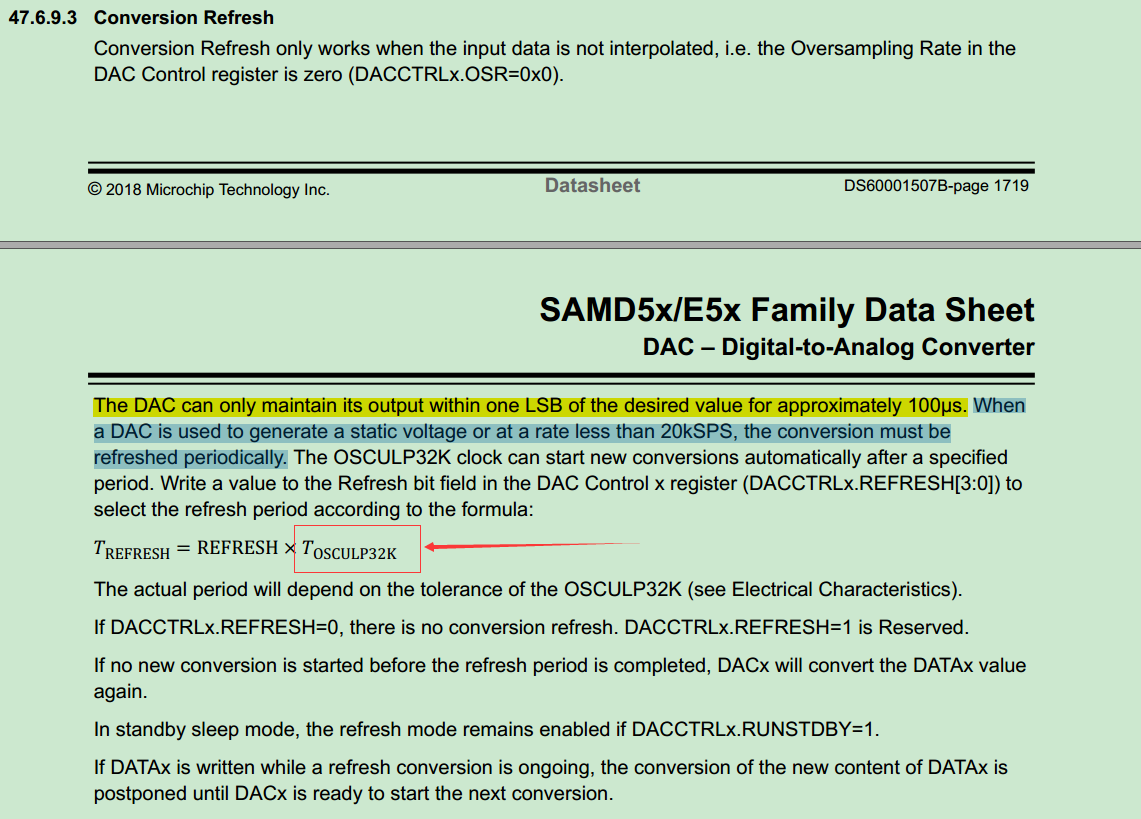 47.6.9.3 Conversion Refresh
Conversion Refresh only works when the input data is not interpolated, i.e. the Oversampling Rate in the
DAC Control register is zero (DACCTRLx.OSR=0x0).
© 2018 Microchip Technology Inc. Datasheet DS60001507B-page 1719
SAMD5x/E5x Family Data Sheet
DAC – Digital-to-Analog Converter
The DAC can only maintain its output within one LSB of the desired value for approximately 100μs. When
a DAC is used to generate a static voltage or at a rate less than 20kSPS, the conversion must be
refreshed periodically. The OSCULP32K clock can start new conversions automatically after a specified
period. Write a value to the Refresh bit field in the DAC Control x register (DACCTRLx.REFRESH[3:0]) to
select the refresh period according to the formula:
T_REFRESH = REFRESH × T_OSCULP32K
The actual period will depend on the tolerance of the OSCULP32K (see Electrical Characteristics).
If DACCTRLx.REFRESH=0, there is no conversion refresh. DACCTRLx.REFRESH=1 is Reserved.
If no new conversion is started before the refresh period is completed, DACx will convert the DATAx value
again.
In standby sleep mode, the refresh mode remains enabled if DACCTRLx.RUNSTDBY=1.
If DATAx is written while a refresh conversion is ongoing, the conversion of the new content of DATAx is
postponed until DACx is ready to start the next conversion.